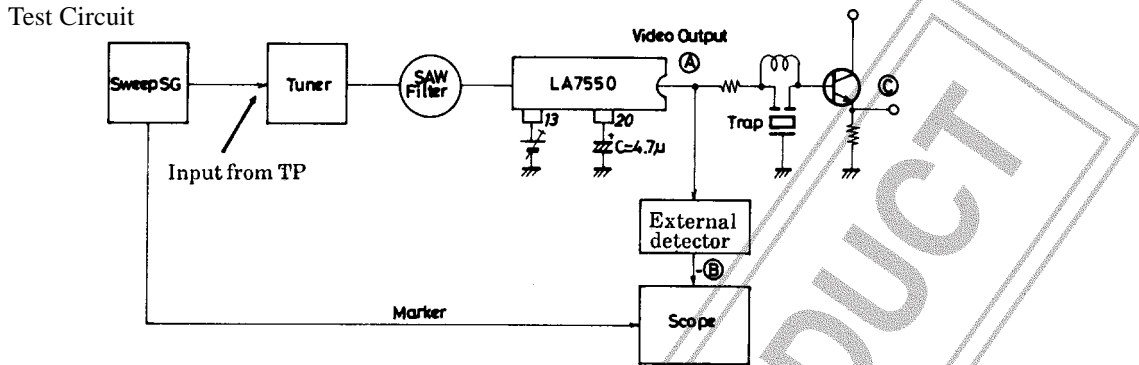 Test Circuit
Video Output
Sweep SG
Tuner
SAW
Filter
LA7550
A
C
13
20
+
C=4.7μ
Trap
Input from TP
External
detector
-B
Marker
Scope
DUCT